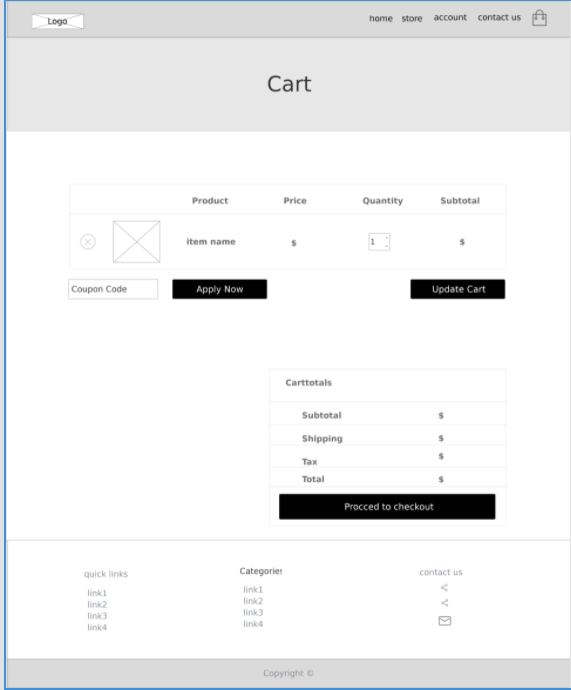 Logo home store account contact us
Cart
Product Price Quantity Subtotal
item name $ 1 $
Coupon Code Apply Now Update Cart
Carttotals
Subtotal $
Shipping $
Tax $
Total $
Procced to checkout
quick links
link1
link2
link3
link4
Categories
link1
link2
link3
link4
contact us
Copyright ©